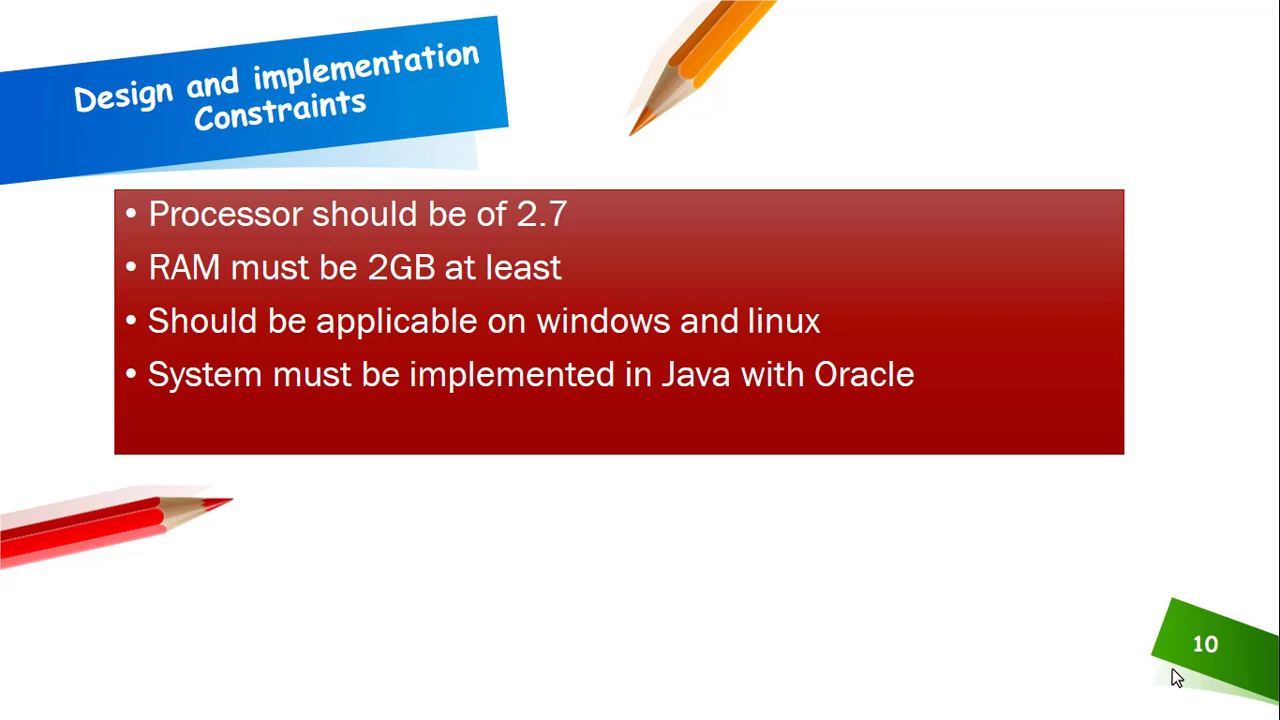 Design and implementation
Constraints
• Processor should be of 2.7
• RAM must be 2GB at least
• Should be applicable on windows and linux
• System must be implemented in Java with Oracle
10